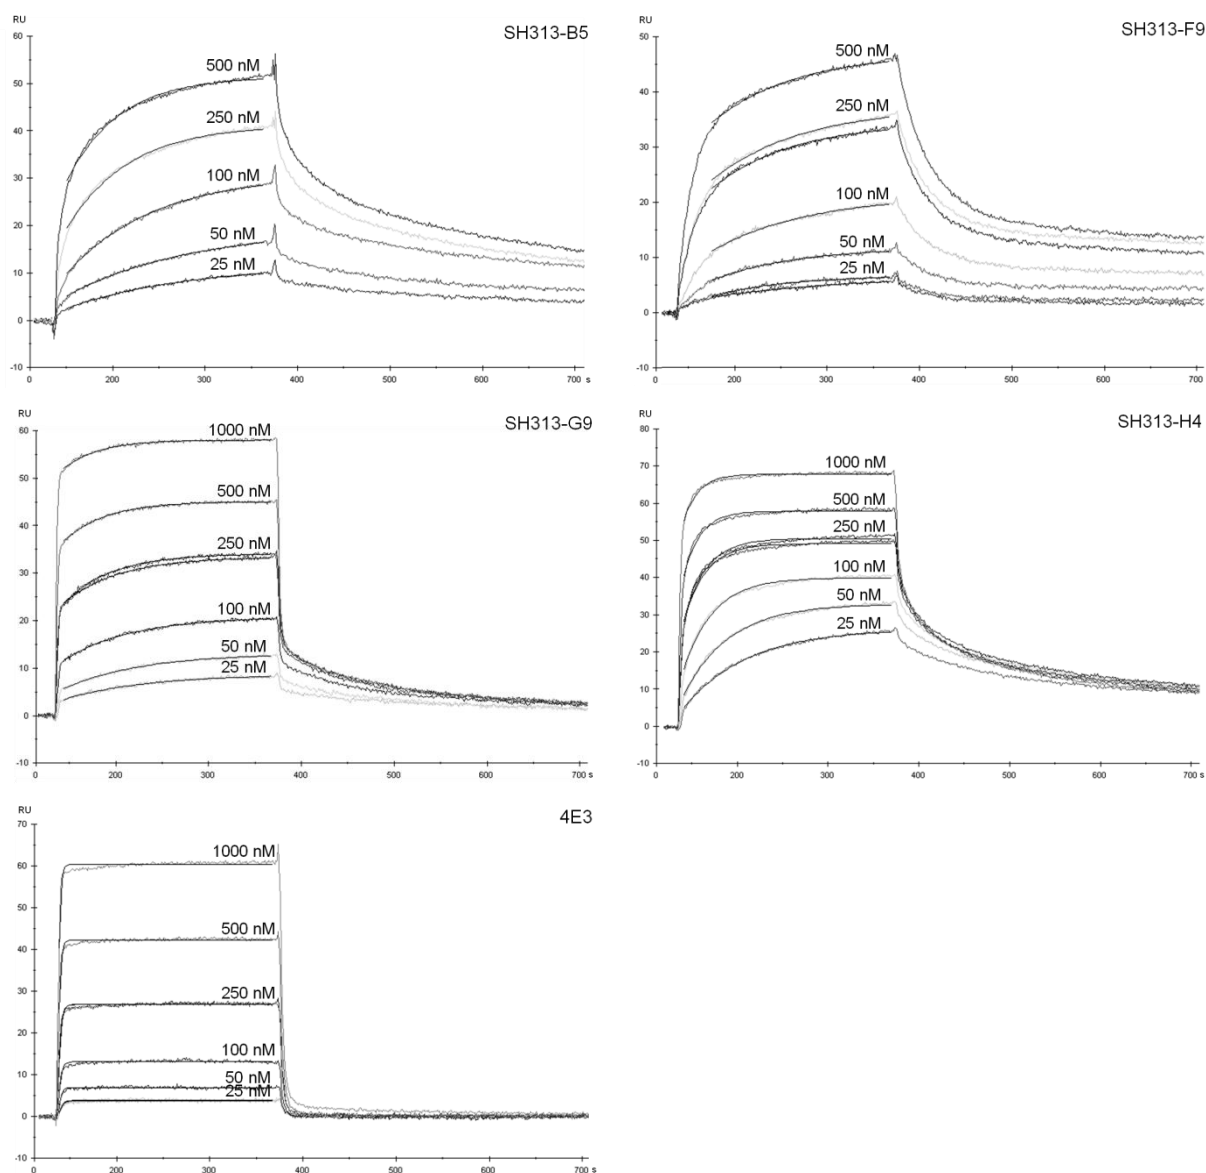 RU
SH313-B5
60
50
40
30
20
10
0
-10
500 nM
250 nM
100 nM
50 nM
25 nM
0 200 300 400 500 600 700 s
RU
SH313-F9
50
40
30
20
10
0
-10
500 nM
250 nM
100 nM
50 nM
25 nM
0 200 300 400 500 600 700
RU
SH313-G9
60
50
40
30
20
10
0
-10
1000 nM
500 nM
250 nM
100 nM
50 nM
25 nM
0 200 300 400 500 600 700 s
RU
SH313-H4
80
70
60
50
40
30
20
10
0
-10
1000 nM
500 nM
250 nM
100 nM
50 nM
25 nM
0 200 300 400 500 600 700 s
RU
4E3
70
60
50
40
30
20
10
0
-10
1000 nM
500 nM
250 nM
100 nM
50 nM
25 nM
0 200 300 400 500 600 700 s